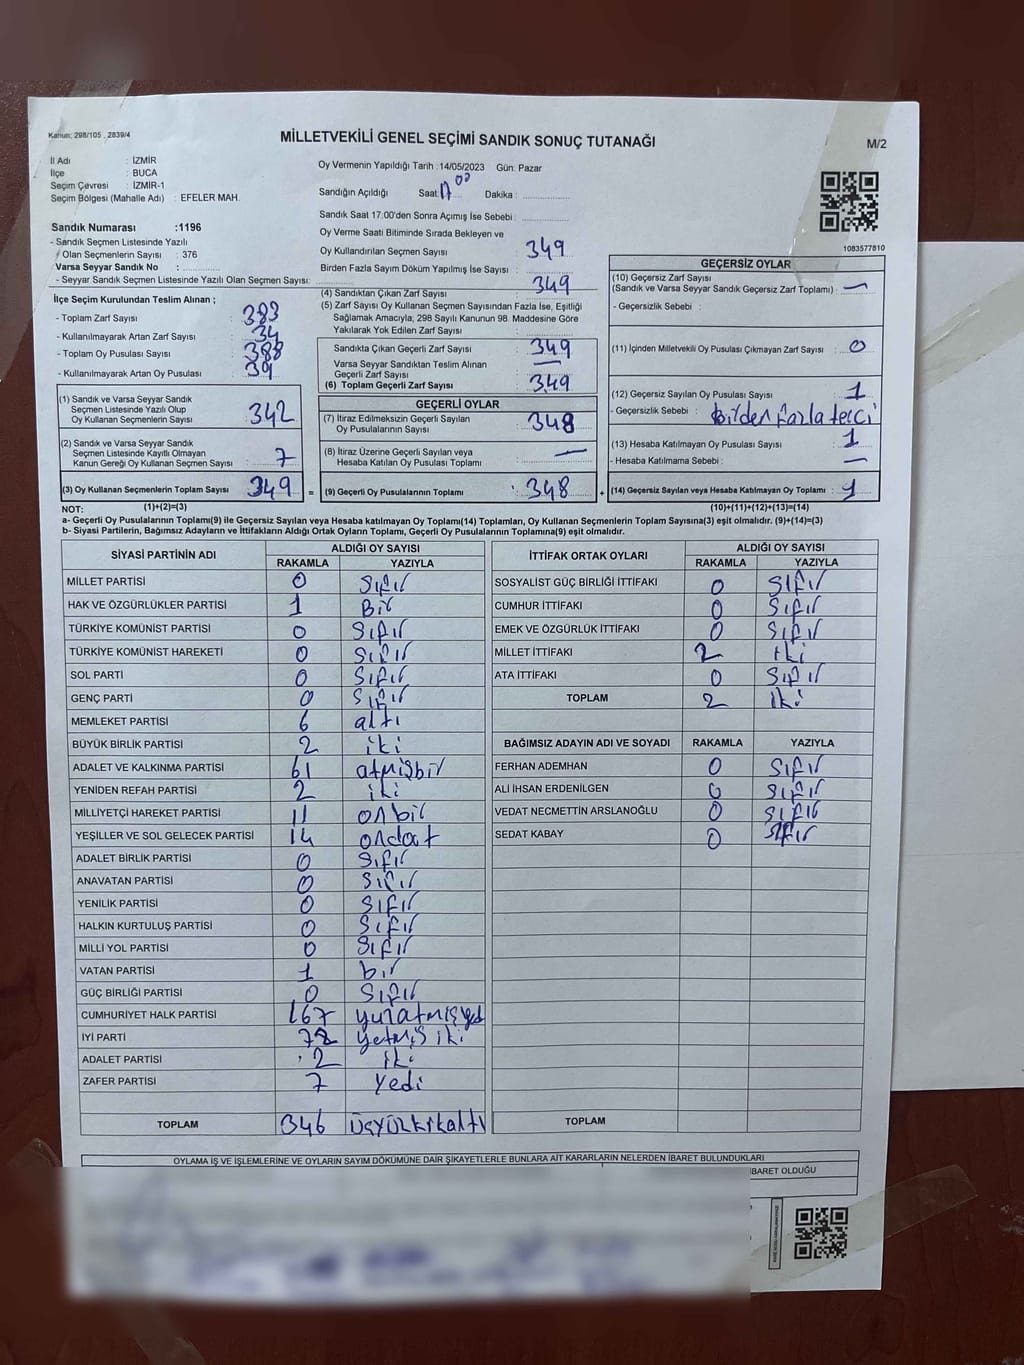 Kanun; 298/105 , 2839/4
MİLLETVEKİLİ GENEL SEÇİMİ SANDIK SONUÇ TUTANAĞI
M/2
İl Adı : İZMİR
İlçe : BUCA
Seçim Çevresi : İZMİR-1
Seçim Bölgesi (Mahalle Adı) : EFELER MAH.
Sandık Numarası :1196
- Sandık Seçmen Listesinde Yazılı
Olan Seçmenlerin Sayısı : 376
Varsa Seyyar Sandık No :
- Seyyar Sandık Seçmen Listesinde Yazılı Olan Seçmen Sayısı:
Oy Vermenin Yapıldığı Tarih : 14/05/2023 Gün: Pazar
Sandığın Açıldığı Saat: Dakika :
Sandık Saat 17.00'den Sonra Açımış İse Sebebi :
Oy Verme Saati Bitiminde Sırada Bekleyen ve
Oy Kullandırılan Seçmen Sayısı : 349
Birden Fazla Sayım Döküm Yapılmış İse Sayısı :
1083577810
İlçe Seçim Kurulundan Teslim Alınan ;
- Toplam Zarf Sayısı : 383
- Kullanılmayarak Artan Zarf Sayısı : 34
- Toplam Oy Pusulası Sayısı : 388
- Kullanılmayarak Artan Oy Pusulası : 39
(1) Sandık ve Varsa Seyyar Sandık
Seçmen Listesinde Yazılı Olup
Oy Kullanan Seçmenlerin Sayısı : 342
(2) Sandık ve Varsa Seyyar Sandık
Seçmen Listesinde Kayıtlı Olmayan
Kanun Gereği Oy Kullanan Seçmen Sayısı : 7
(3) Oy Kullanan Seçmenlerin Toplam Sayısı : 349 =
(4) Sandıktan Çıkan Zarf Sayısı : 349
(5) Zarf Sayısı Oy Kullanan Seçmen Sayısından Fazla İse, Eşitliği
Sağlamak Amacıyla, 298 Sayılı Kanunun 98. Maddesine Göre
Yakılarak Yok Edilen Zarf Sayısı :
Sandıkta Çıkan Geçerli Zarf Sayısı : 349
Varsa Seyyar Sandıktan Teslim Alınan
Geçerli Zarf Sayısı : —
(6) Toplam Geçerli Zarf Sayısı : 349
GEÇERLİ OYLAR
(7) İtiraz Edilmeksizin Geçerli Sayılan
Oy Pusulalarının Sayısı : 348
(8) İtiraz Üzerine Geçerli Sayılan veya
Hesaba Katılan Oy Pusulası Toplamı : —
(9) Geçerli Oy Pusulalarının Toplamı : 348 +
GEÇERSİZ OYLAR
(10) Geçersiz Zarf Sayısı
(Sandık ve Varsa Seyyar Sandık Geçersiz Zarf Toplamı) : —
- Geçersizlik Sebebi :
(11) İçinden Milletvekili Oy Pusulası Çıkmayan Zarf Sayısı : 0
(12) Geçersiz Sayılan Oy Pusulası Sayısı : 1
- Geçersizlik Sebebi : birden fazla terci
(13) Hesaba Katılmayan Oy Pusulası Sayısı : 1
- Hesaba Katılmama Sebebi : —
(14) Geçersiz Sayılan veya Hesaba Katılmayan Oy Toplamı : 1
NOT: (1)+(2)=(3) (10)+(11)+(12)+(13)=(14)
a- Geçerli Oy Pusulalarının Toplamı(9) ile Geçersiz Sayılan veya Hesaba katılmayan Oy Toplamı(14) Toplamları, Oy Kullanan Seçmenlerin Toplam Sayısına(3) eşit olmalıdır. (9)+(14)=(3)
b- Siyasi Partilerin, Bağımsız Adayların ve İttifakların Aldığı Ortak Oyların Toplamı, Geçerli Oy Pusulalarının Toplamına(9) eşit olmalıdır.
SİYASİ PARTİNİN ADI ALDIĞI OY SAYISI
RAKAMLA YAZIYLA
MİLLET PARTİSİ 0 Sıfır
HAK VE ÖZGÜRLÜKLER PARTİSİ 1 Bir
TÜRKİYE KOMÜNİST PARTİSİ 0 Sıfır
TÜRKİYE KOMÜNİST HAREKETİ 0 Sıfır
SOL PARTİ 0 Sıfır
GENÇ PARTİ 0 Sıfır
MEMLEKET PARTİSİ 6 altı
BÜYÜK BİRLİK PARTİSİ 2 iki
ADALET VE KALKINMA PARTİSİ 61 atmışbir
YENİDEN REFAH PARTİSİ 2 iki
MİLLİYETÇİ HAREKET PARTİSİ 11 onbir
YEŞİLLER VE SOL GELECEK PARTİSİ 14 ondört
ADALET BİRLİK PARTİSİ 0 Sıfır
ANAVATAN PARTİSİ 0 Sıfır
YENİLİK PARTİSİ 0 Sıfır
HALKIN KURTULUŞ PARTİSİ 0 Sıfır
MİLLİ YOL PARTİSİ 0 Sıfır
VATAN PARTİSİ 1 bir
GÜÇ BİRLİĞİ PARTİSİ 0 Sıfır
CUMHURİYET HALK PARTİSİ 167 yüzatmışyedi
İYİ PARTİ 72 yetmiş iki
ADALET PARTİSİ 2 iki
ZAFER PARTİSİ 7 yedi
TOPLAM 346 üçyüzkırkaltı
İTTİFAK ORTAK OYLARI ALDIĞI OY SAYISI
RAKAMLA YAZIYLA
SOSYALİST GÜÇ BİRLİĞİ İTTİFAKI 0 Sıfır
CUMHUR İTTİFAKI 0 Sıfır
EMEK VE ÖZGÜRLÜK İTTİFAKI 0 Sıfır
MİLLET İTTİFAKI 2 iki
ATA İTTİFAKI 0 Sıfır
TOPLAM 2 iki
BAĞIMSIZ ADAYIN ADI VE SOYADI RAKAMLA YAZIYLA
FERHAN ADEMHAN 0 Sıfır
ALİ İHSAN ERDENİLGEN 0 Sıfır
VEDAT NECMETTİN ARSLANOĞLU 0 Sıfır
SEDAT KABAY 0 Sıfır
TOPLAM
OYLAMA İŞ VE İŞLEMLERİNE VE OYLARIN SAYIM DÖKÜMÜNE DAİR ŞİKAYETLERLE BUNLARA AİT KARARLARIN NELERDEN İBARET BULUNDUKLARI
İBARET OLDUĞU